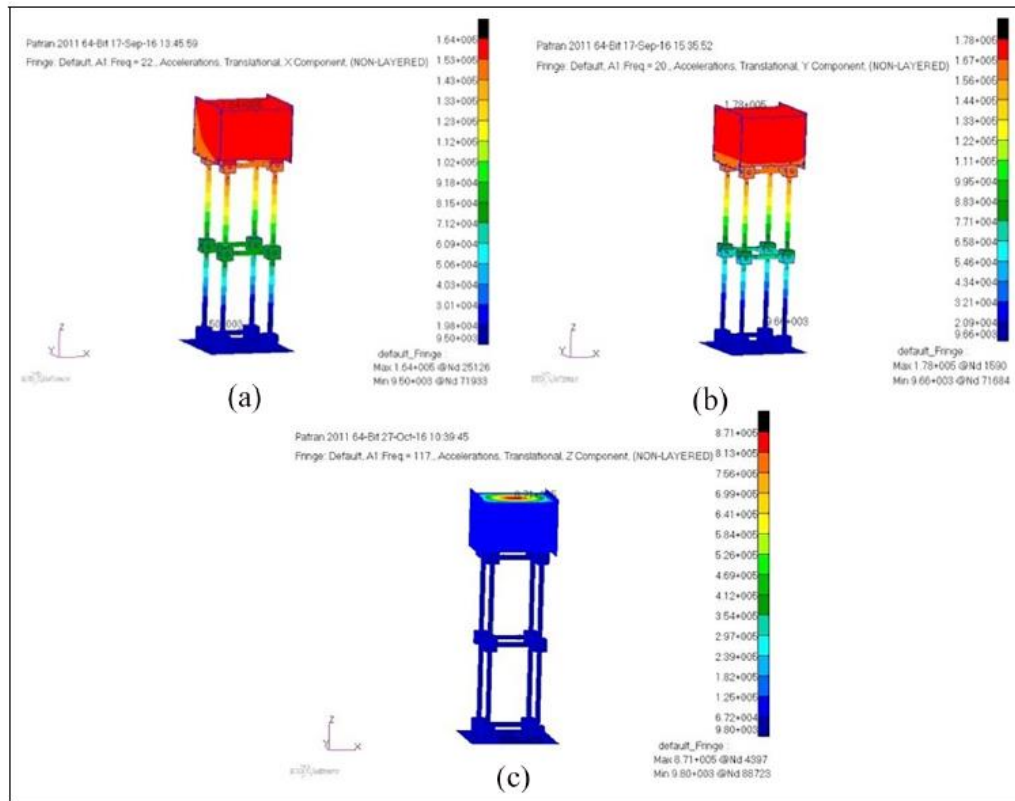 Patran 2011 64-Bit 17-Sep-16 13:45:59
Fringe: Default, A1:Freq.= 22., Accelerations, Translational, X Component, (NON-LAYERED)
1.64+005
1.53+005
1.43+005
1.33+005
1.23+005
1.12+005
1.02+005
9.18+004
8.15+004
7.12+004
6.09+004
5.06+004
4.03+004
3.01+004
1.98+004
9.50+003
Z
Y
X
default_Fringe :
Max 1.64+005 @Nd 25126
Min 9.50+003 @Nd 71933
(a)
Patran 2011 64-Bit 17-Sep-16 15:35:52
Fringe: Default, A1:Freq.= 20., Accelerations, Translational, Y Component, (NON-LAYERED)
1.78+005
1.78+005
1.67+005
1.56+005
1.44+005
1.33+005
1.22+005
1.11+005
9.95+004
8.83+004
7.71+004
6.58+004
5.46+004
4.34+004
3.21+004
2.09+004
9.66+003
Z
Y
X
default_Fringe :
Max 1.78+005 @Nd 1590
Min 9.66+003 @Nd 71684
(b)
Patran 2011 64-Bit 27-Oct-16 10:39:45
Fringe: Default, A1:Freq.= 117., Accelerations, Translational, Z Component, (NON-LAYERED)
8.71+005
8.13+005
7.56+005
6.99+005
6.41+005
5.84+005
5.26+005
4.69+005
4.12+005
3.54+005
2.97+005
2.39+005
1.82+005
1.25+005
6.72+004
9.80+003
Z
Y
X
default_Fringe :
Max 8.71+005 @Nd 4397
Min 9.80+003 @Nd 88723
(c)